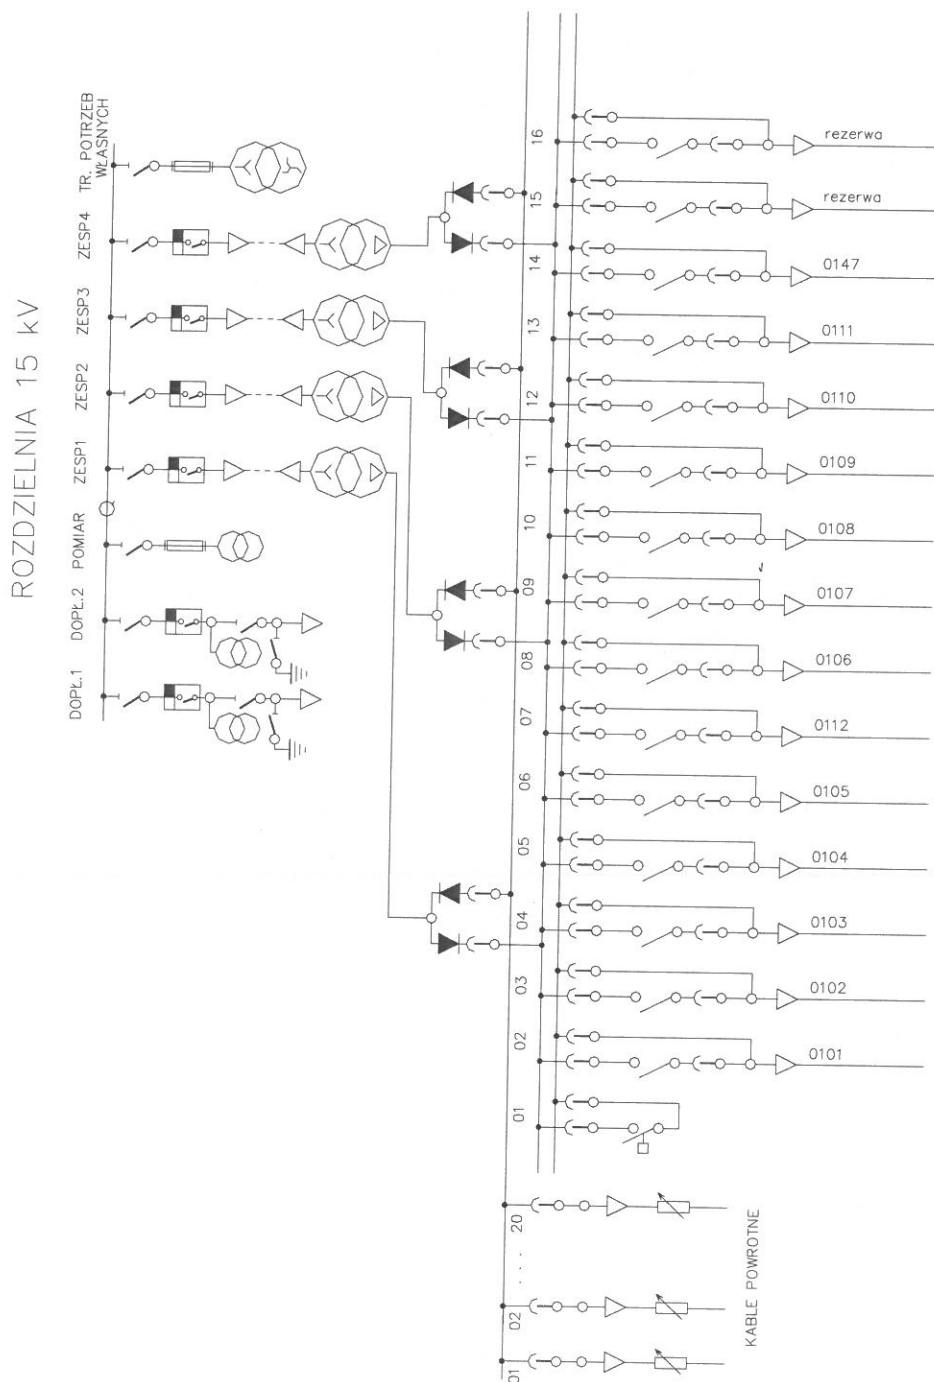 ROZDZIELNIA 15 kV
DOPŁ.1
DOPŁ.2
POMIAR
ZESP1
ZESP2
ZESP3
ZESP4
TR. POTRZEB
WŁASNYCH
01
02
. . . .
20
01
02
03
04
05
06
07
08
09
10
11
12
13
14
15
16
KABLE POWROTNE
0101
0102
0103
0104
0105
0112
0106
0107
0108
0109
0110
0111
0147
rezerwa
rezerwa